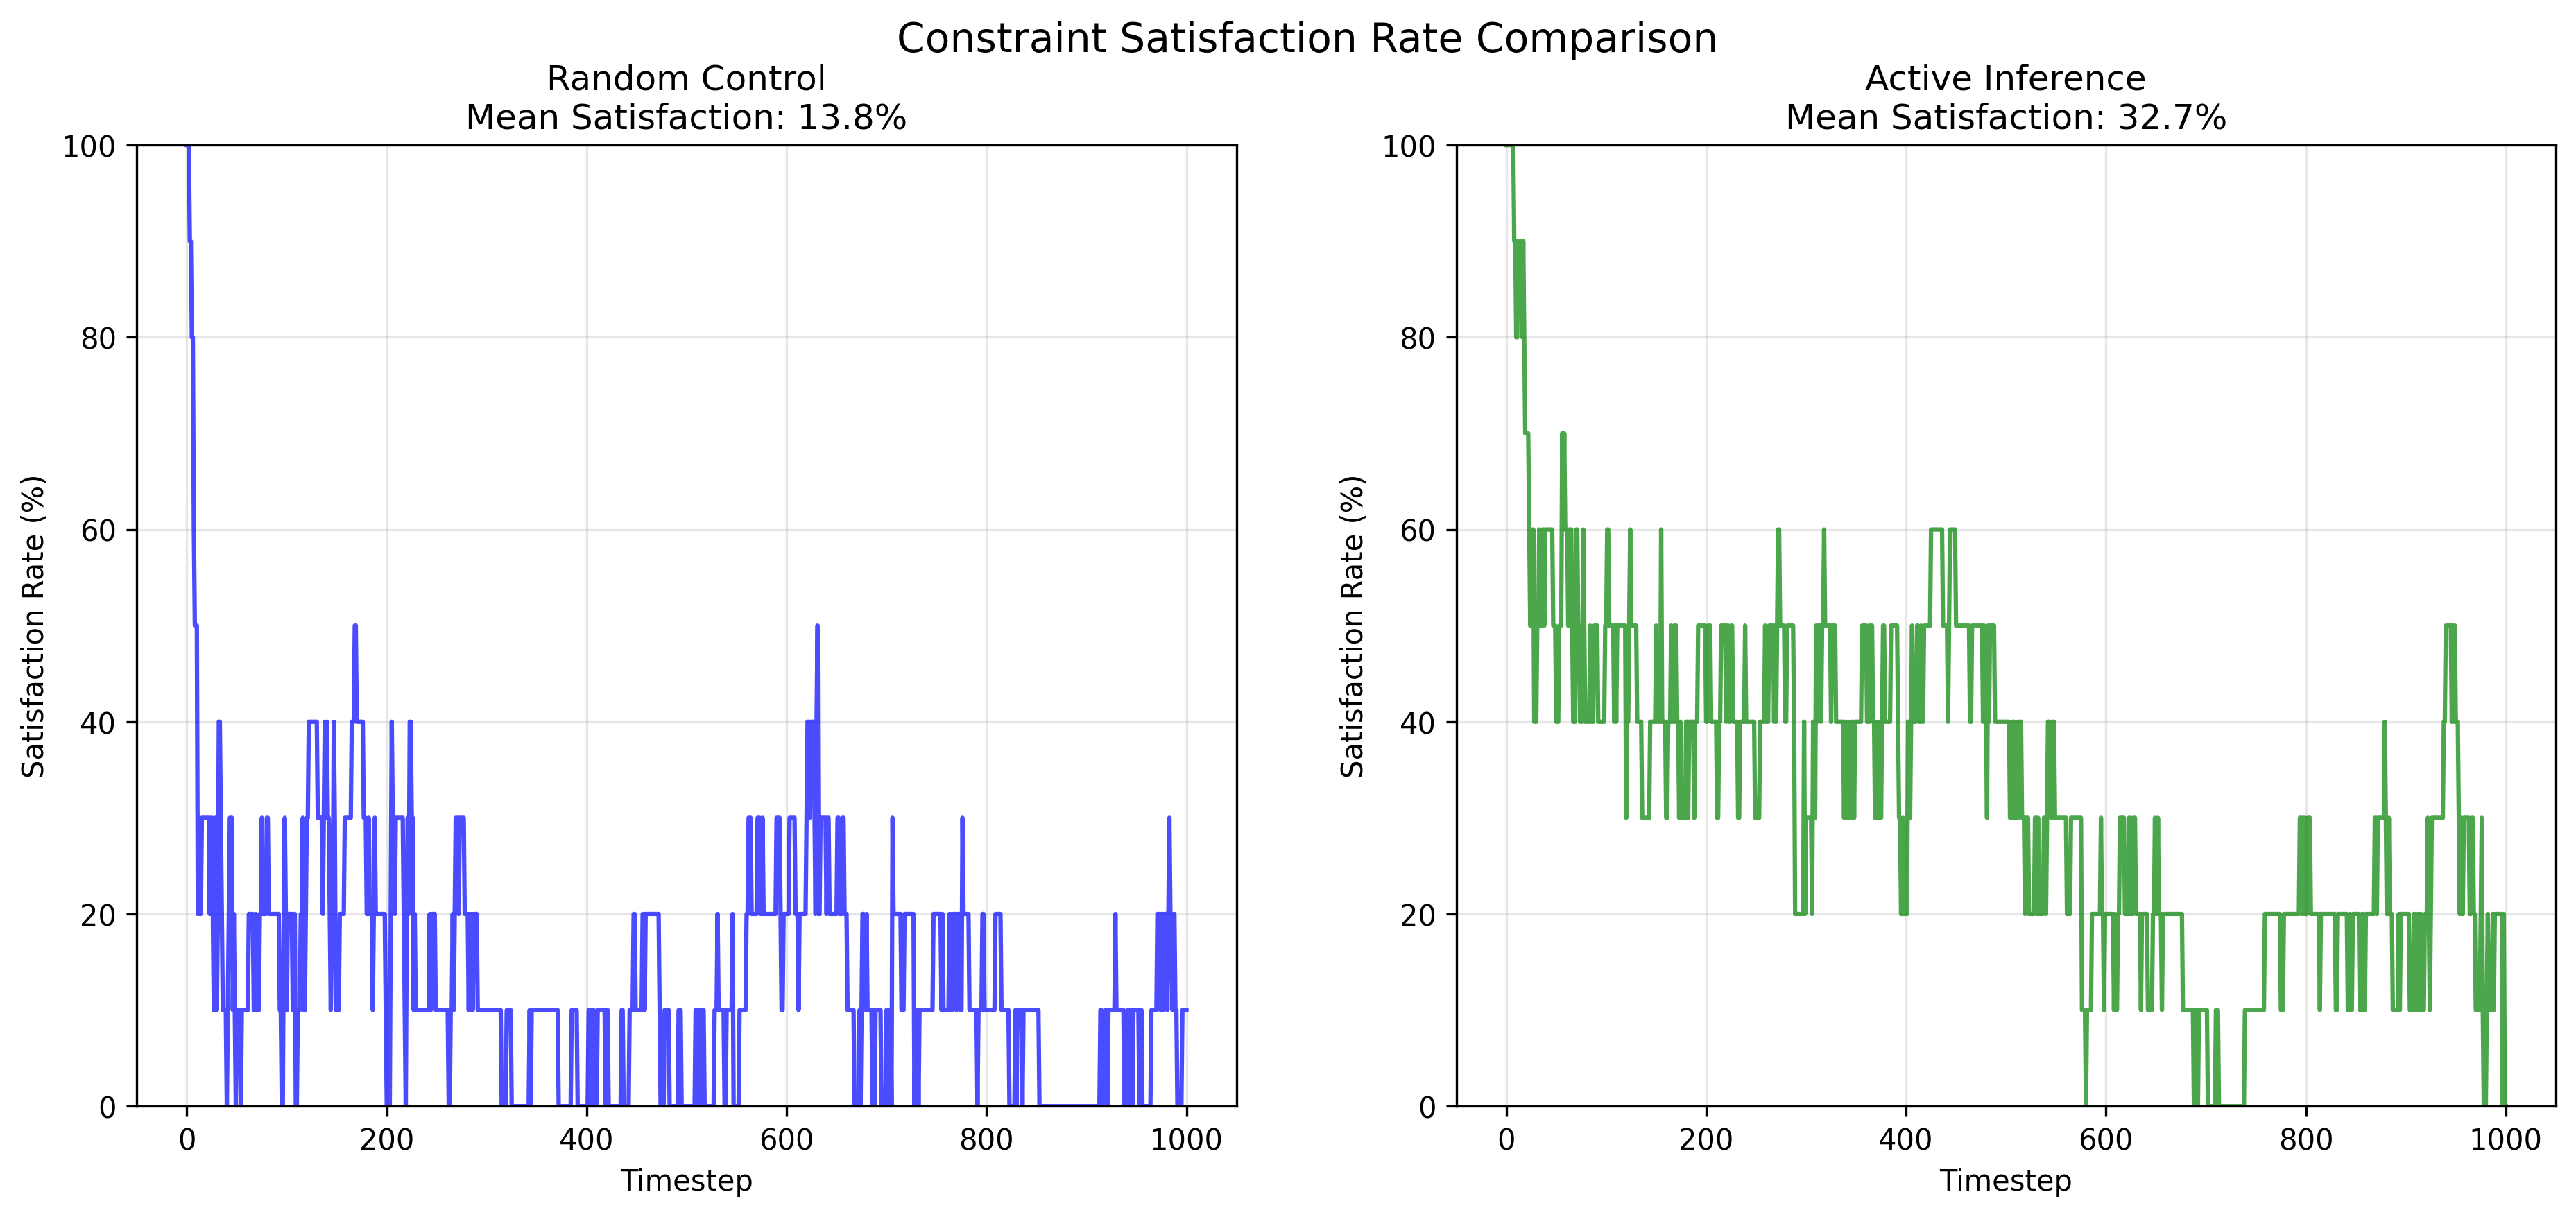 Constraint Satisfaction Rate Comparison
Random Control
Mean Satisfaction: 13.8%
100
80
60
40
20
0
Satisfaction Rate (%)
0 200 400 600 800 1000
Timestep
Active Inference
Mean Satisfaction: 32.7%
100
80
60
40
20
0
Satisfaction Rate (%)
0 200 400 600 800 1000
Timestep